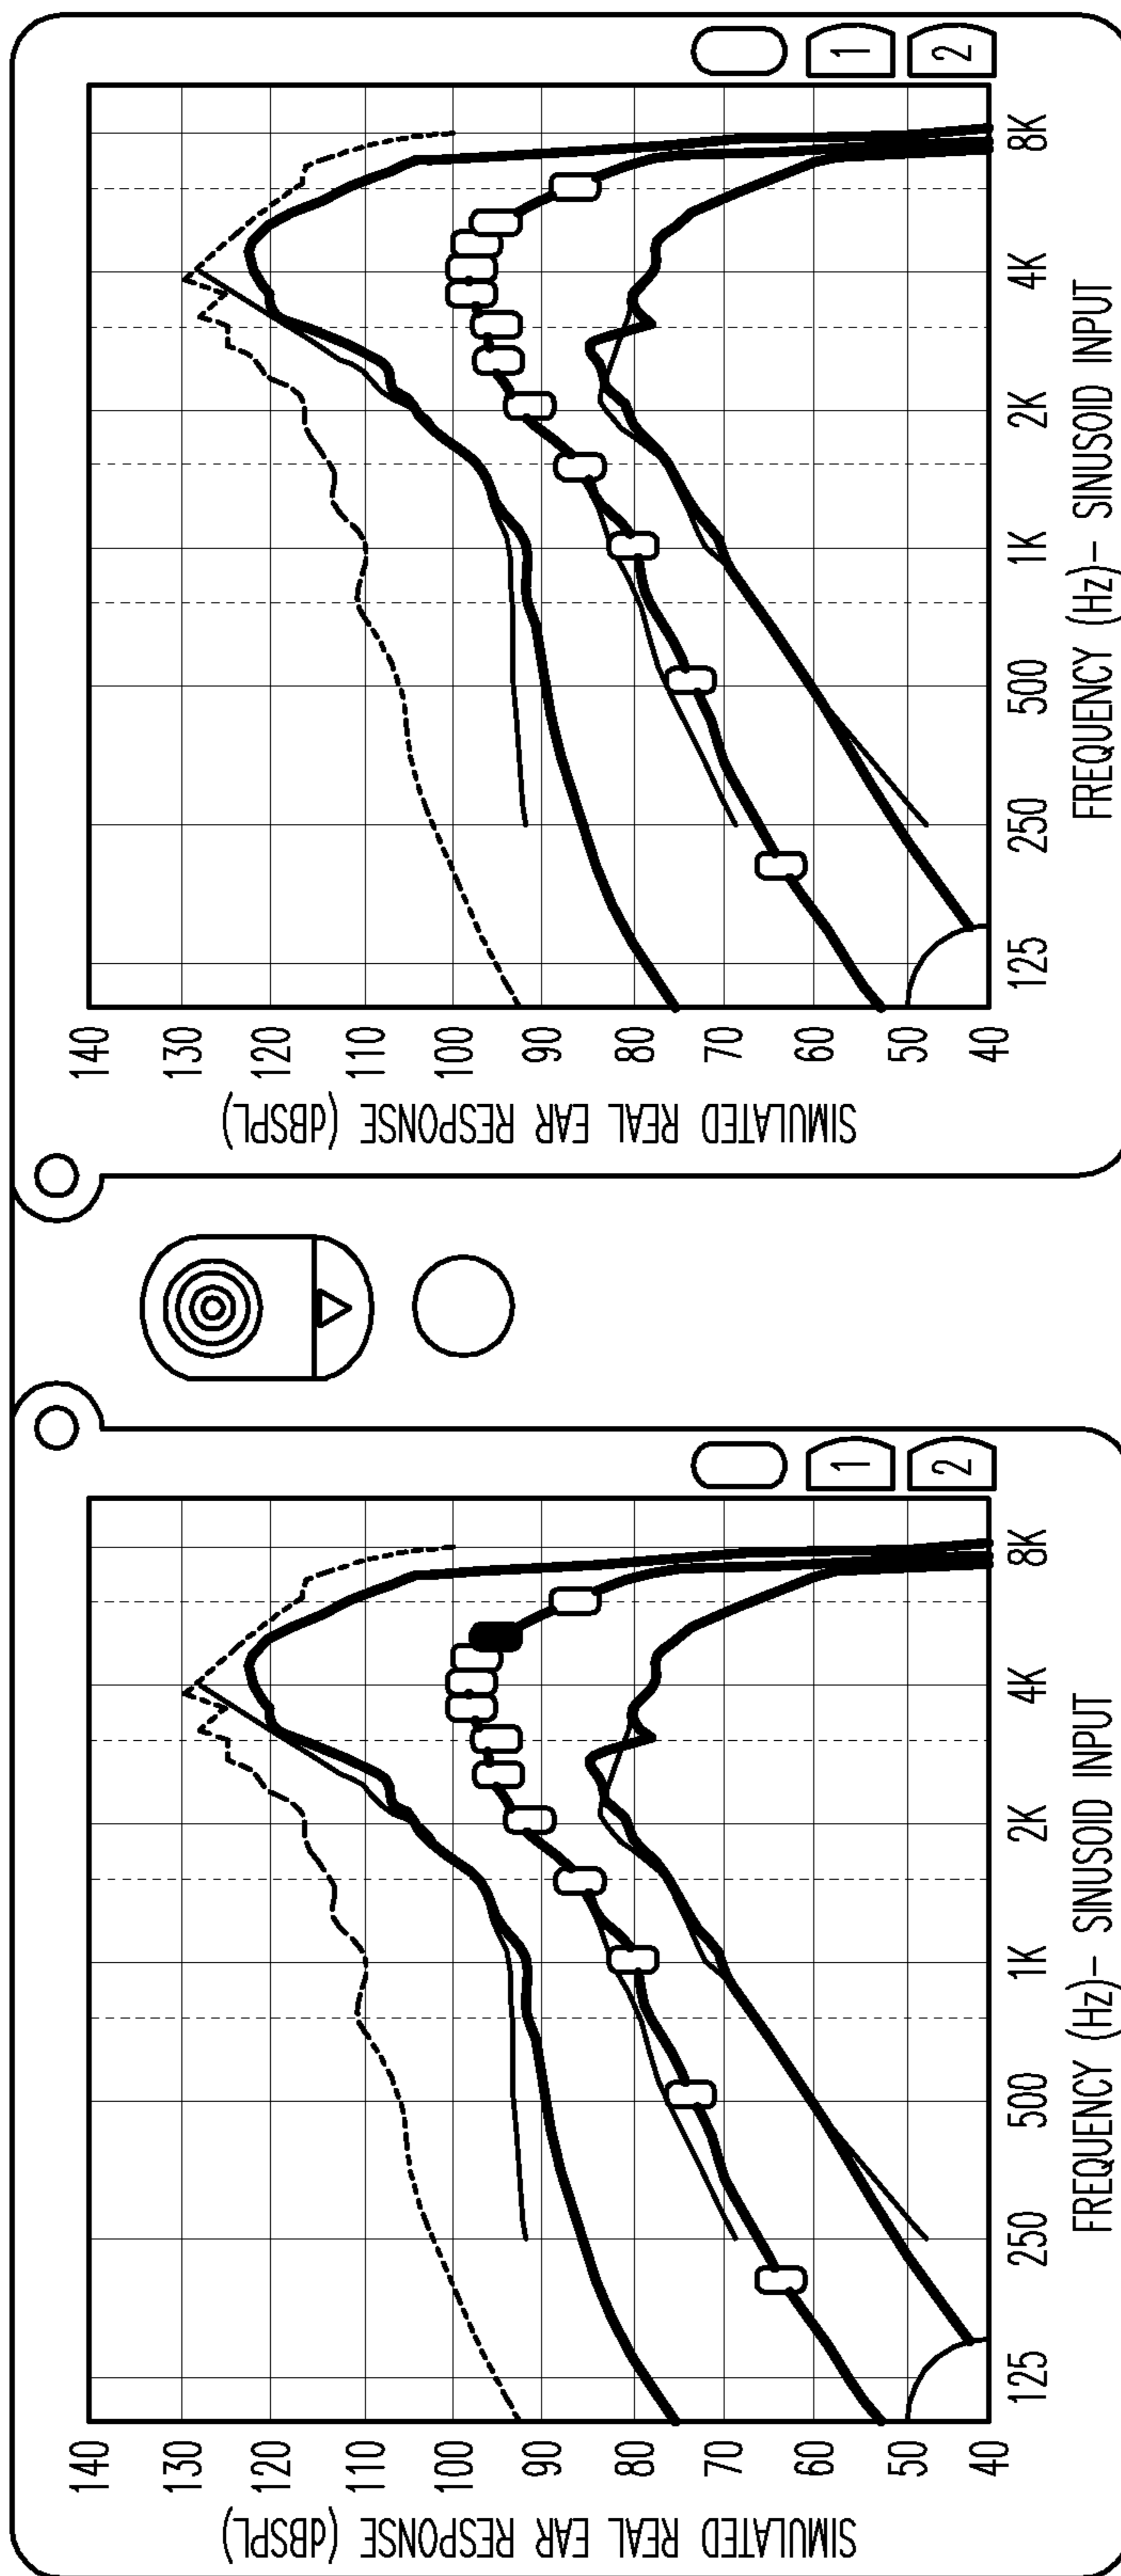 SIMULATED REAL EAR RESPONSE (dBSPL)
140
130
120
110
100
90
80
70
60
50
40
125
250
500
1K
2K
4K
8K
FREQUENCY (Hz)- SINUSOID INPUT
1
2
SIMULATED REAL EAR RESPONSE (dBSPL)
140
130
120
110
100
90
80
70
60
50
40
125
250
500
1K
2K
4K
8K
FREQUENCY (Hz)- SINUSOID INPUT
1
2